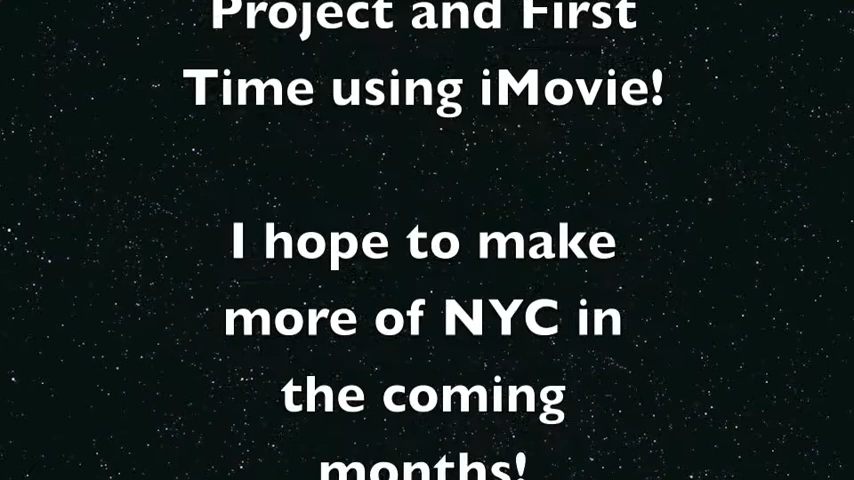 Project and First
Time using iMovie!
I hope to make
more of NYC in
the coming
months!